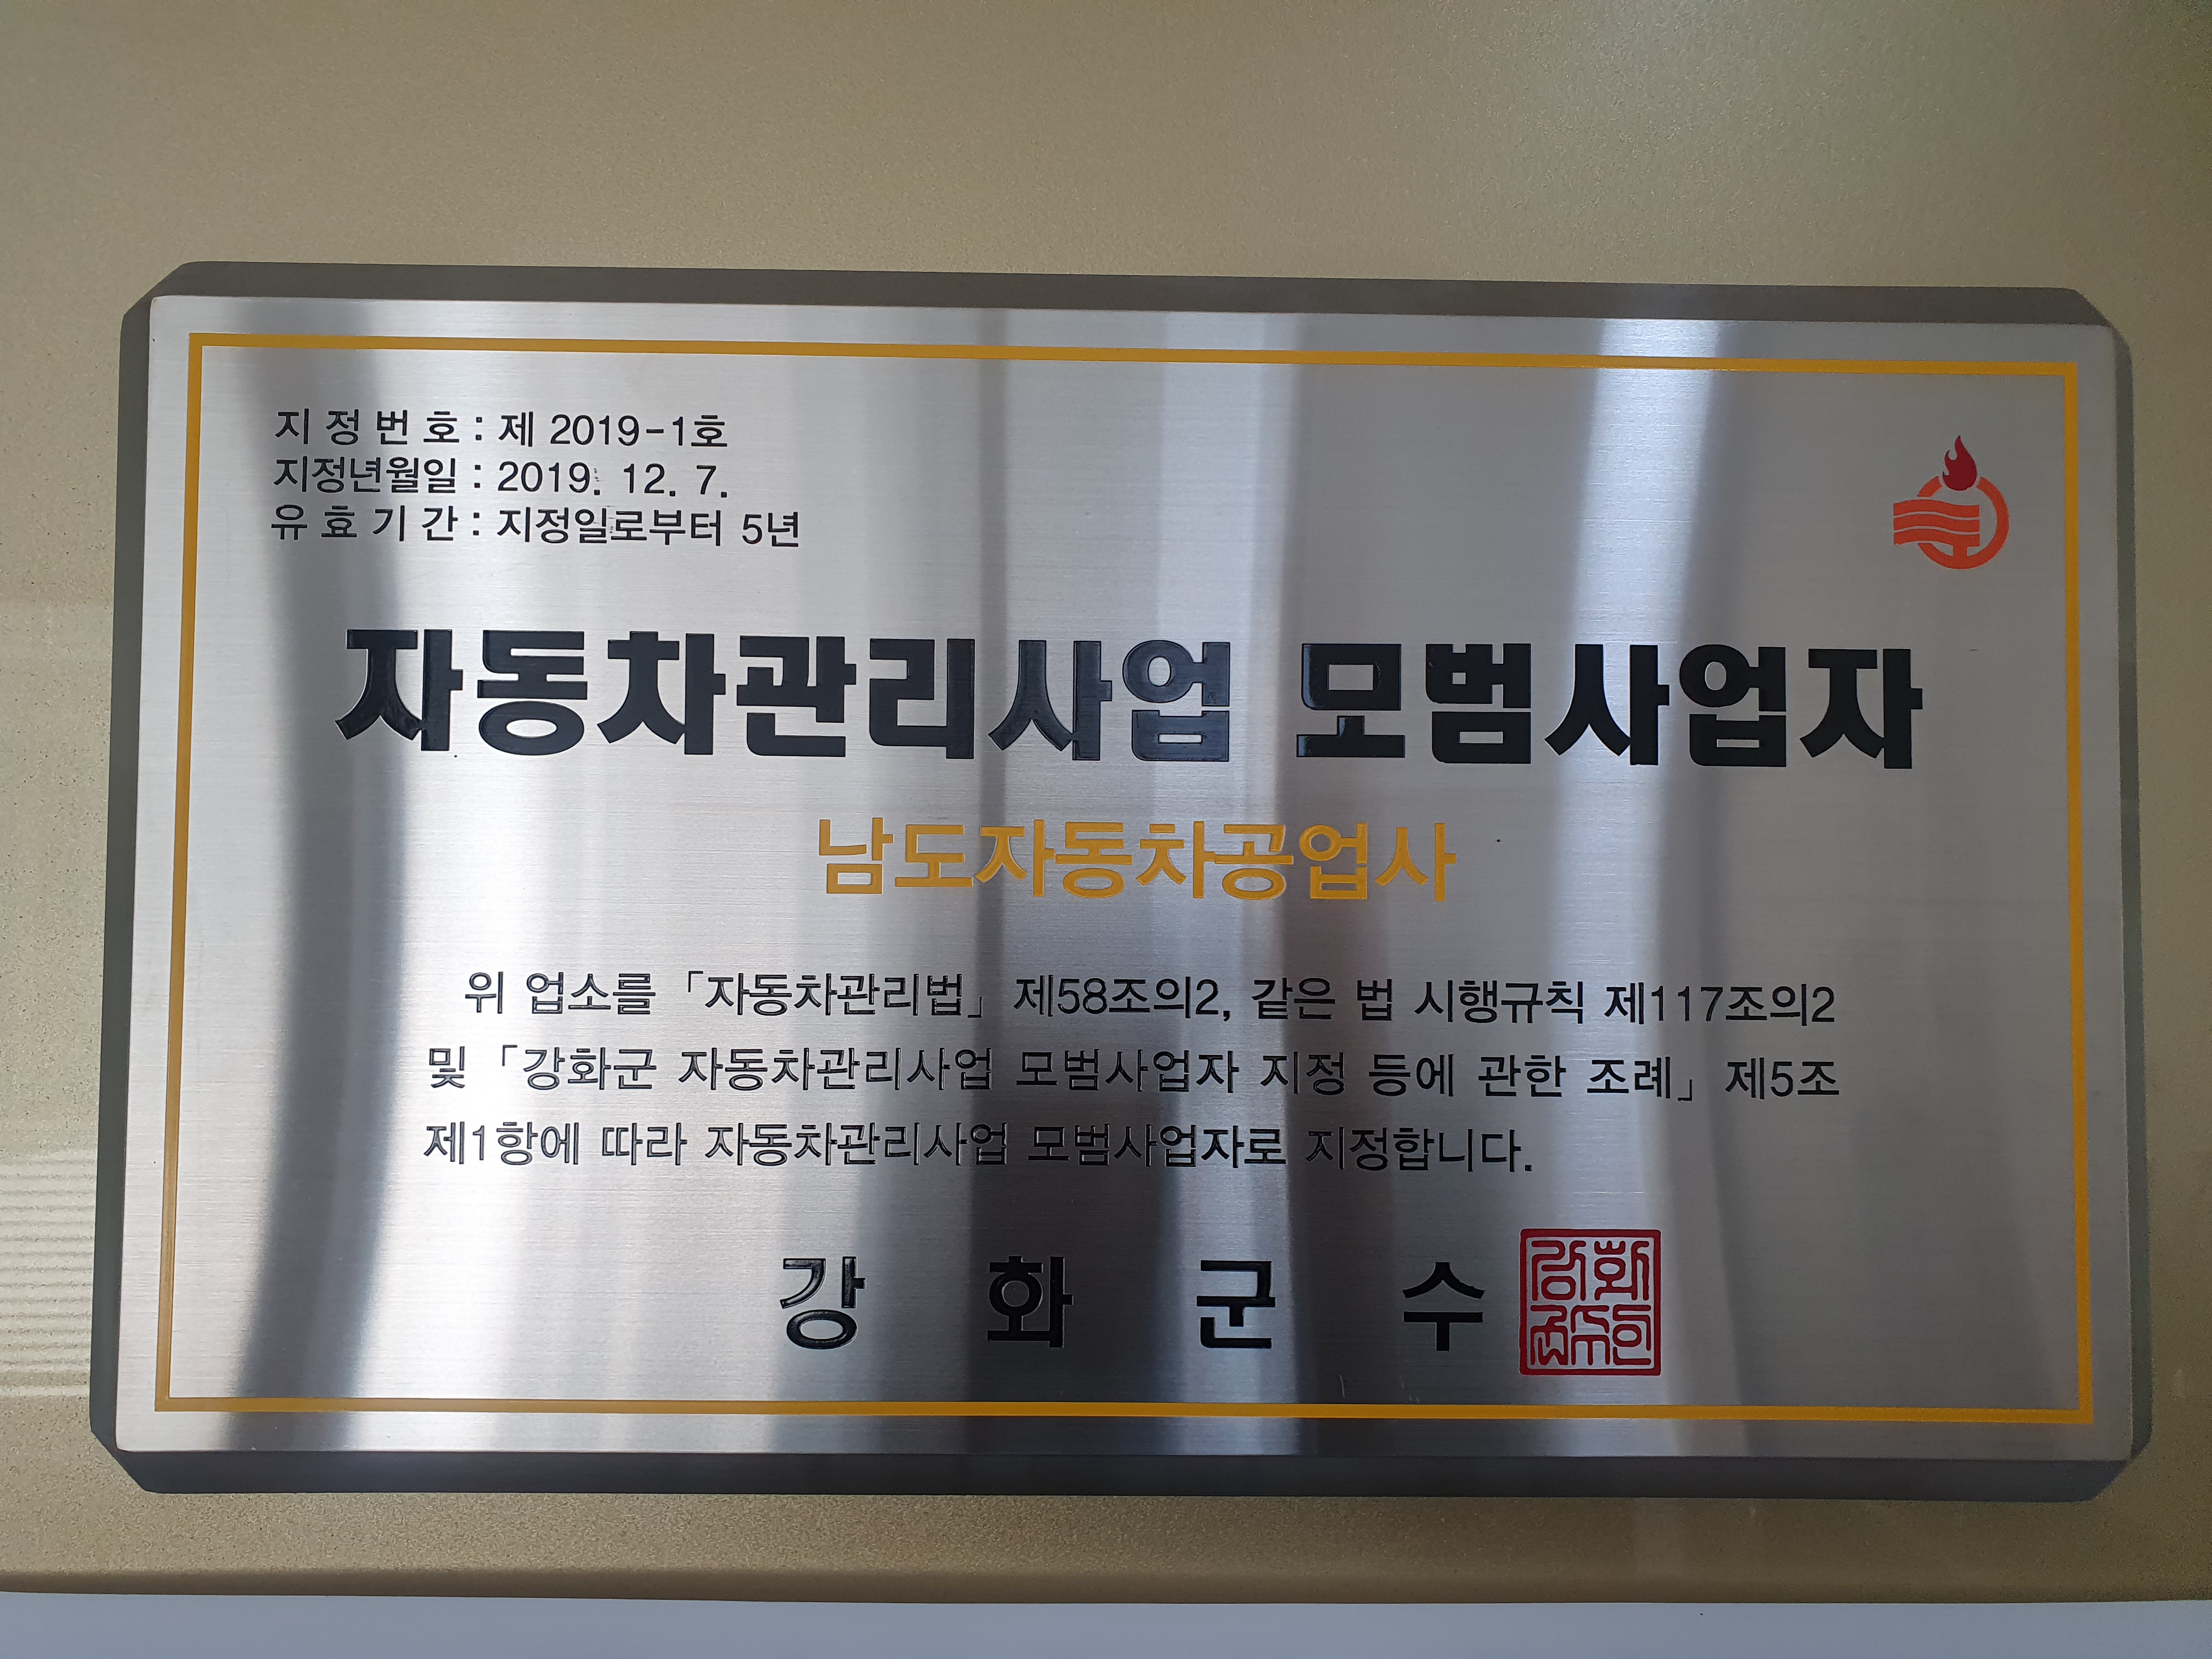 지 정 번 호 : 제 2019-1호
지정년월일 : 2019. 12. 7.
유 효 기 간 : 지정일로부터 5년
자동차관리사업 모범사업자
남도자동차공업사
위 업소를 「자동차관리법」 제58조의2, 같은 법 시행규칙 제117조의2
및 「강화군 자동차관리사업 모범사업자 지정 등에 관한 조례」 제5조
제1항에 따라 자동차관리사업 모범사업자로 지정합니다.
강 화 군 수